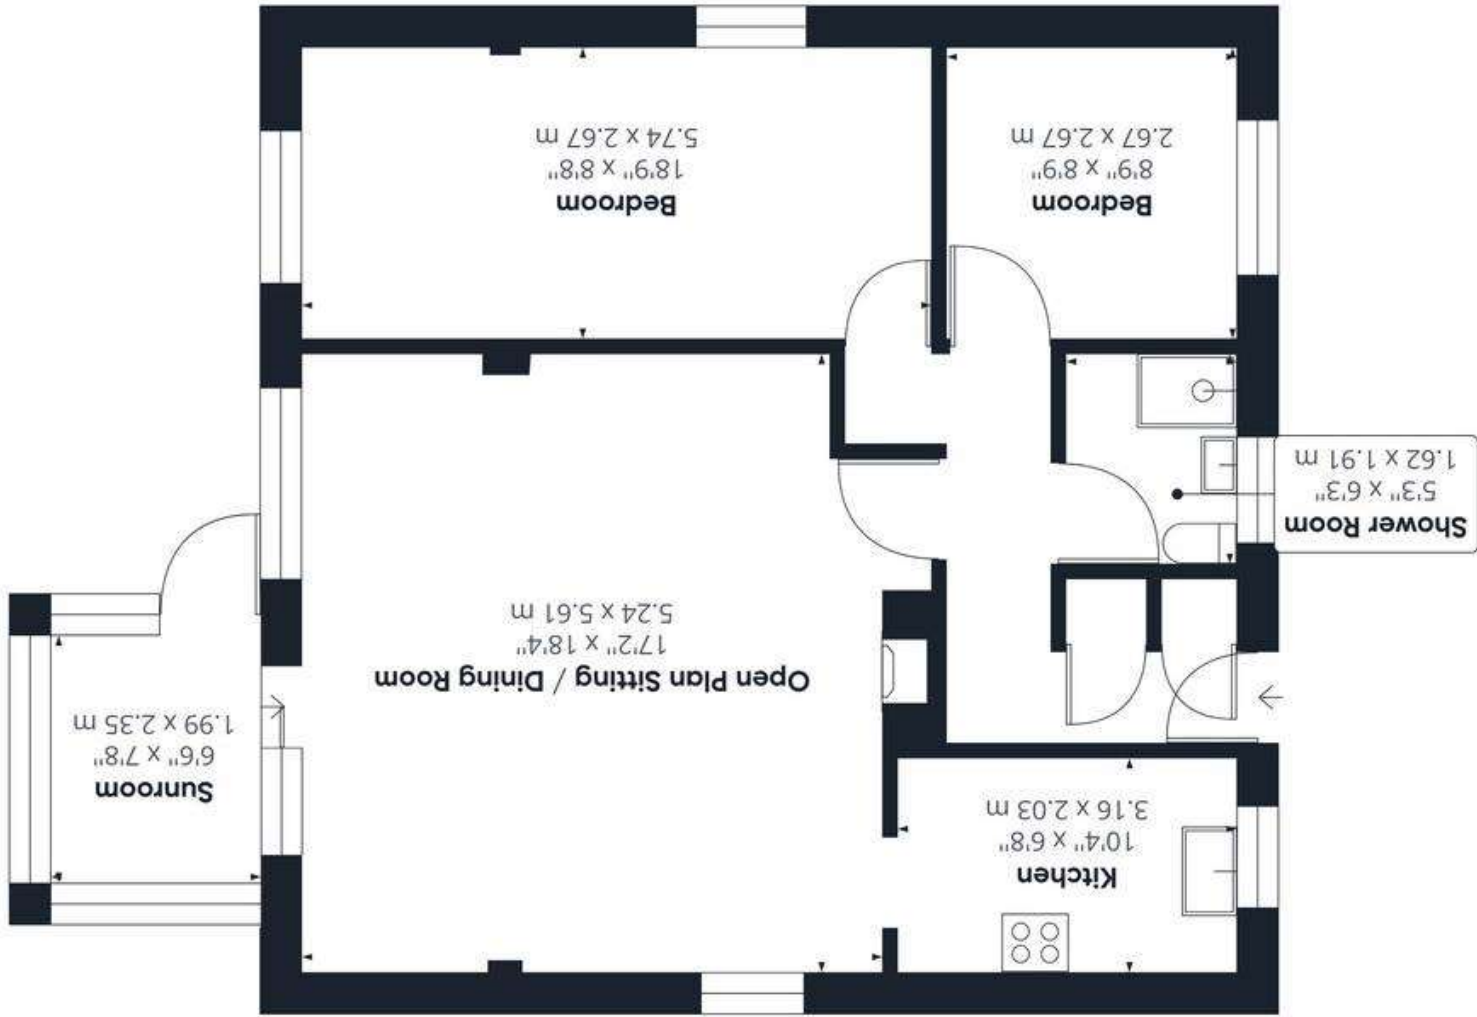 Kitchen
10'4" x 6'8"
3.16 x 2.03 m
Sunroom
6'6" x 7'8"
1.99 x 2.35 m
Open Plan Sitting / Dining Room
17'2" x 18'4"
5.24 x 5.61 m
Shower Room
5'3" x 6'3"
1.62 x 1.91 m
Bedroom
8'9" x 8'9"
2.67 x 2.67 m
Bedroom
18'9" x 8'8"
5.74 x 2.67 m